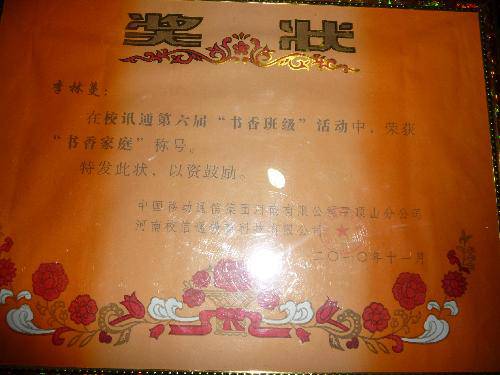 奖状
李林蔓:
在校讯通第六届“书香班级”活动中,荣获
“书香家庭”称号。
特发此状,以资鼓励。
中国移动通信集团河南有限公司平顶山分公司
河南校信通 科技有限公司
二〇一〇年十一月